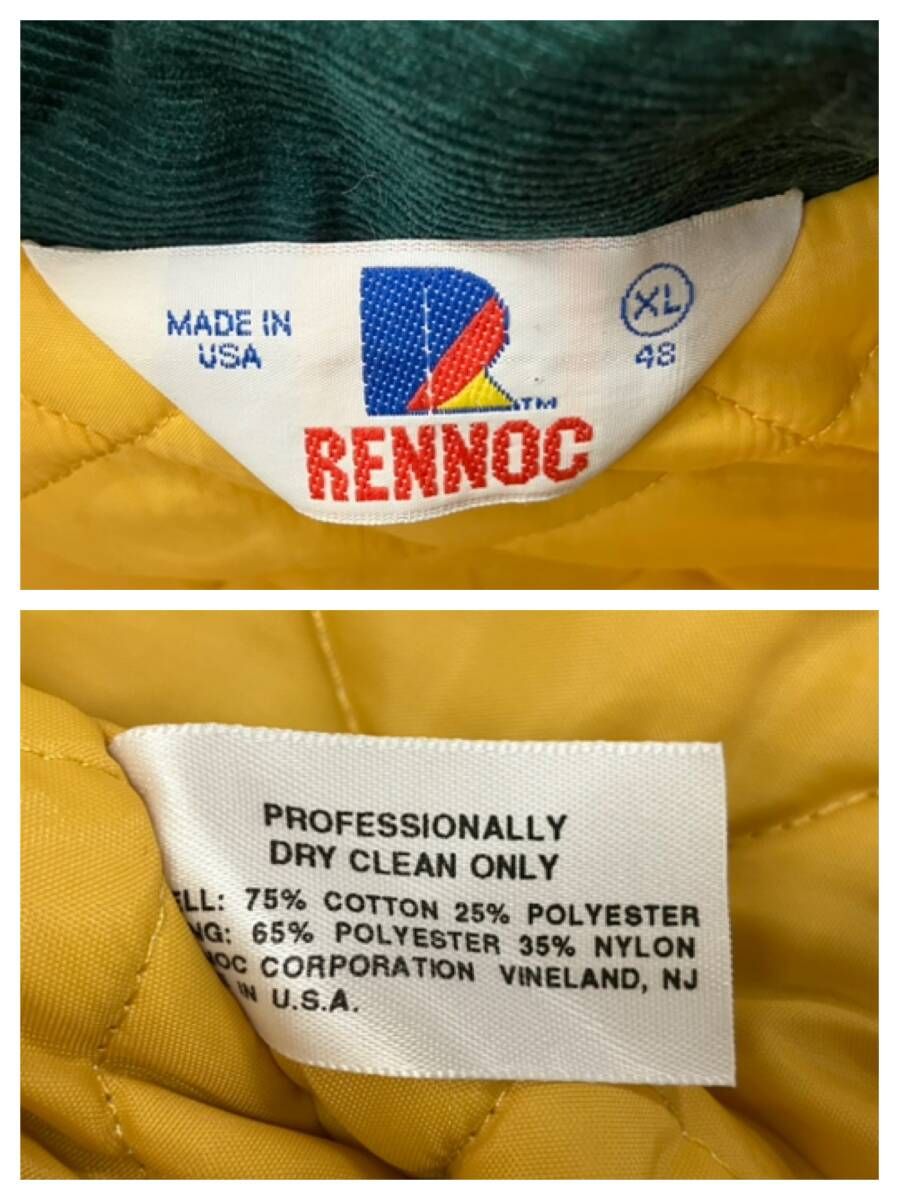 MADE IN
USA
XL
48
TM
RENNOC
PROFESSIONALLY
DRY CLEAN ONLY
75% COTTON 25% POLYESTER
65% POLYESTER 35% NYLON
CORPORATION VINELAND, NJ
IN U.S.A.